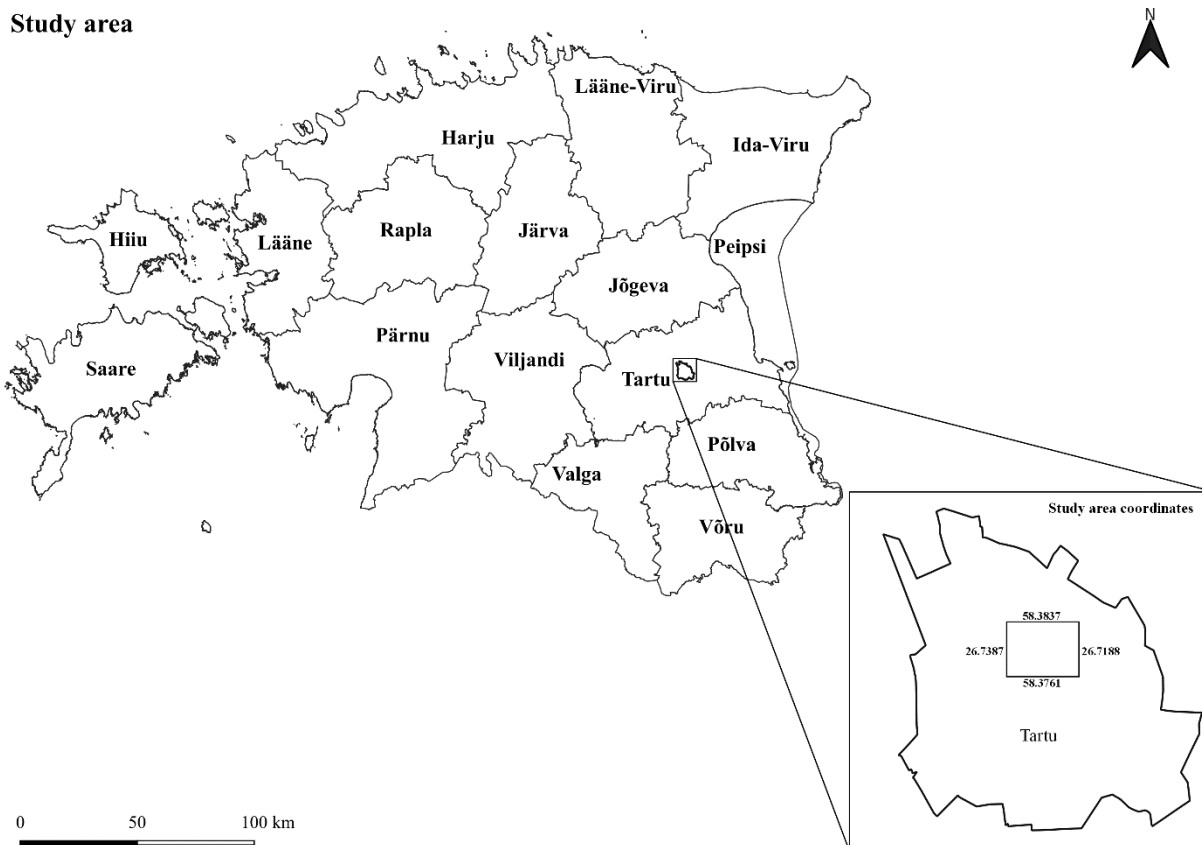 Study area
N
Lääne-Viru
Harju
Ida-Viru
Hiiu
Lääne
Rapla
Järva
Peipsi
Jõgeva
Pärnu
Viljandi
Saare
Tartu
Põlva
Valga
Võru
Study area coordinates
58.3837
26.7387
26.7188
58.3761
Tartu
0 50 100 km